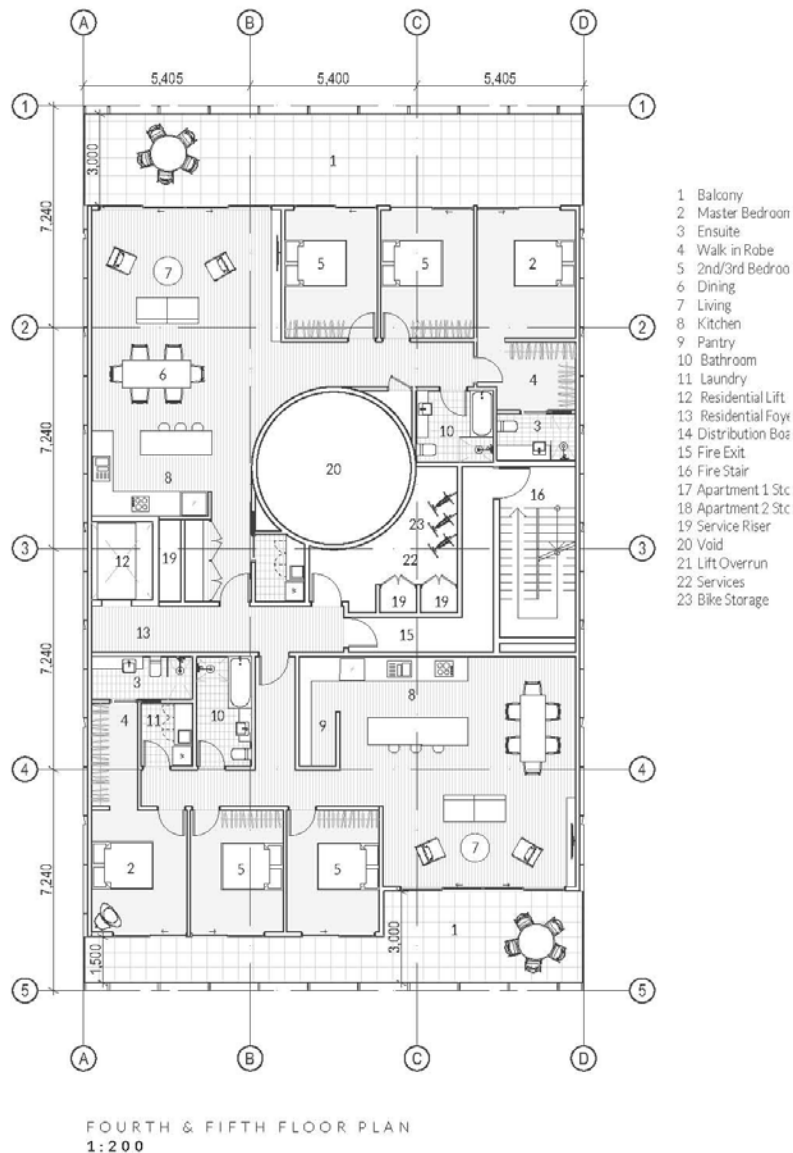 A B C D
5,405 5,400 5,405
1 1
3,000
1
7,240
5 5 2
7
2 2
6
4
7,240
10 3
8
20
16
23
3 3
12 19
22
19 19
13
15
7,240
3
8
4 11 10
9
4 4
7,240
2 5 5
7
1,500 3,000
1
5 5
A B C D
1 Balcony
2 Master Bedroon
3 Ensuite
4 Walk in Robe
5 2nd/3rd Bedroo
6 Dining
7 Living
8 Kitchen
9 Pantry
10 Bathroom
11 Laundry
12 Residential Lift
13 Residential Foye
14 Distribution Boa
15 Fire Exit
16 Fire Stair
17 Apartment 1 Stc
18 Apartment 2 Stc
19 Service Riser
20 Void
21 Lift Overrun
22 Services
23 Bike Storage
FOURTH & FIFTH FLOOR PLAN
1:200